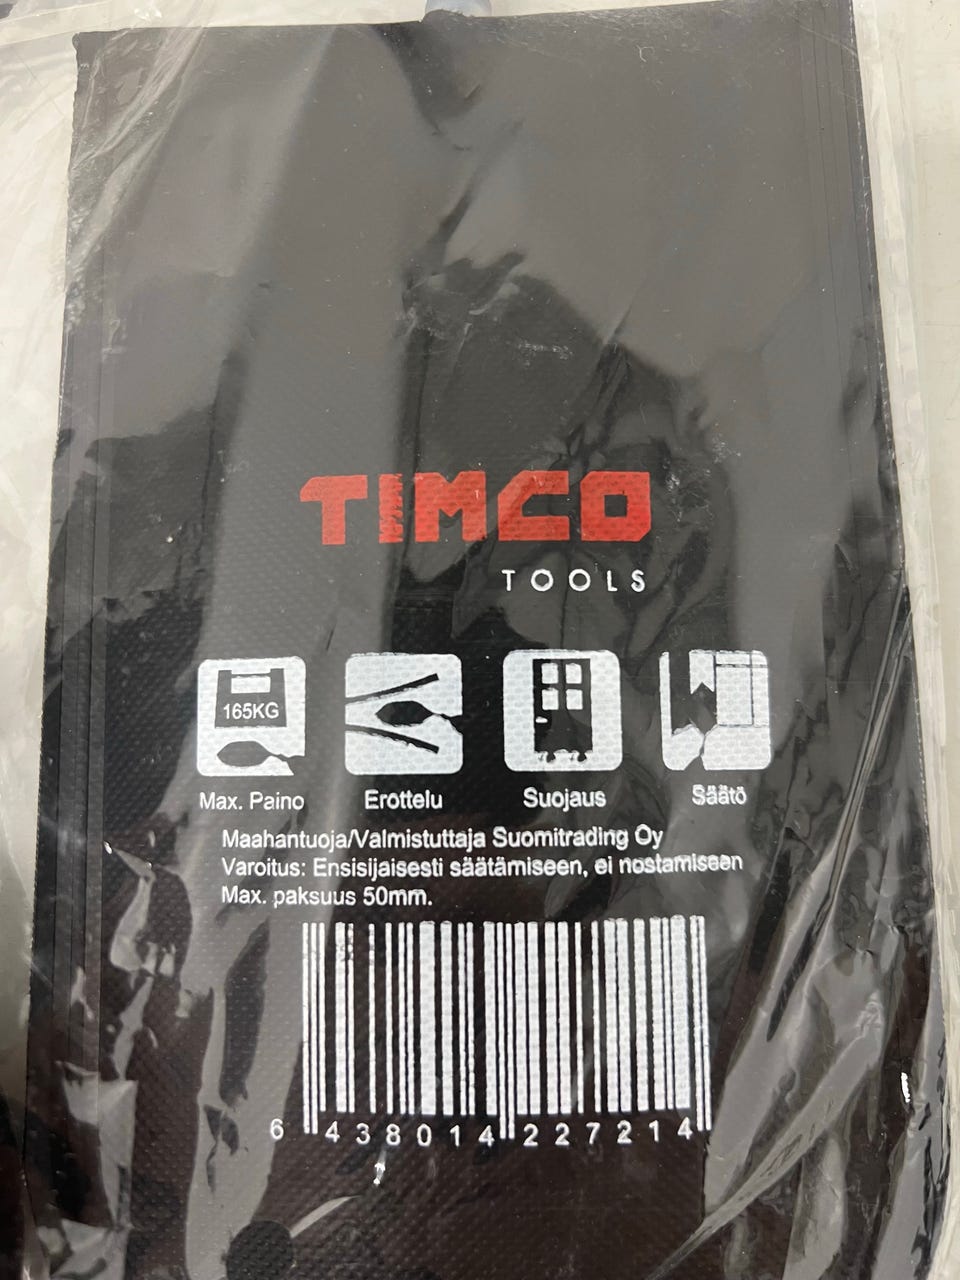 TIMCO
TOOLS
165KG
Max. Paino
Erottelu
Suojaus
Säätö
Maahantuoja/Valmistuttaja Suomitrading Oy
Varoitus: Ensisijaisesti säätämiseen, ei nostamiseen
Max. paksuus 50mm.
6 438014 227214